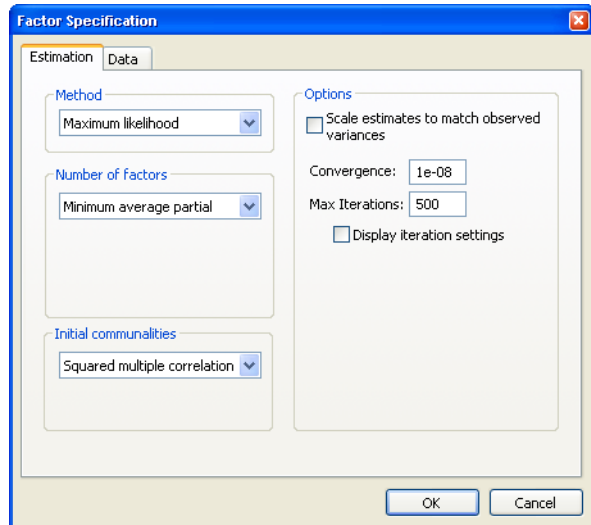 Factor Specification
Estimation
Data
Method
Maximum likelihood
Number of factors
Minimum average partial
Initial communalities
Squared multiple correlation
Options
Scale estimates to match observed
variances
Convergence: 1e-08
Max Iterations: 500
Display iteration settings
OK
Cancel